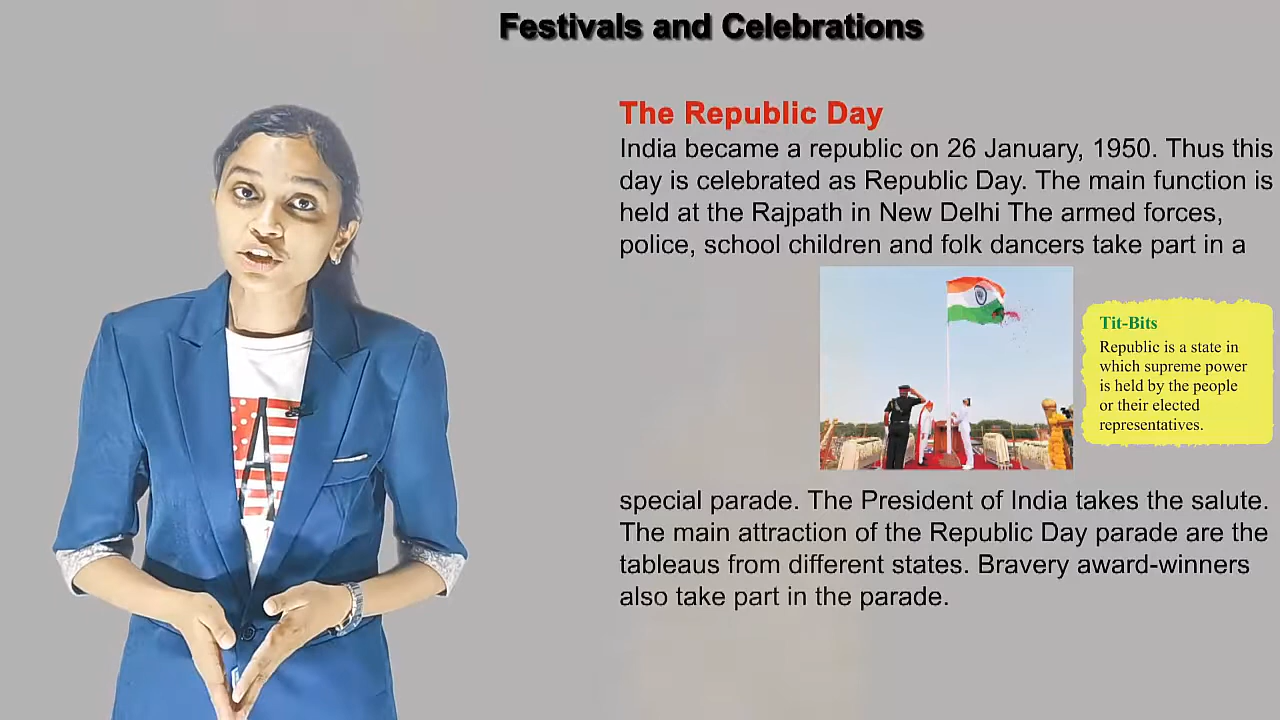 Festivals and Celebrations
The Republic Day
India became a republic on 26 January, 1950. Thus this
day is celebrated as Republic Day. The main function is
held at the Rajpath in New Delhi The armed forces,
police, school children and folk dancers take part in a
Tit-Bits
Republic is a state in
which supreme power
is held by the people
or their elected
representatives.
special parade. The President of India takes the salute.
The main attraction of the Republic Day parade are the
tableaus from different states. Bravery award-winners
also take part in the parade.
A